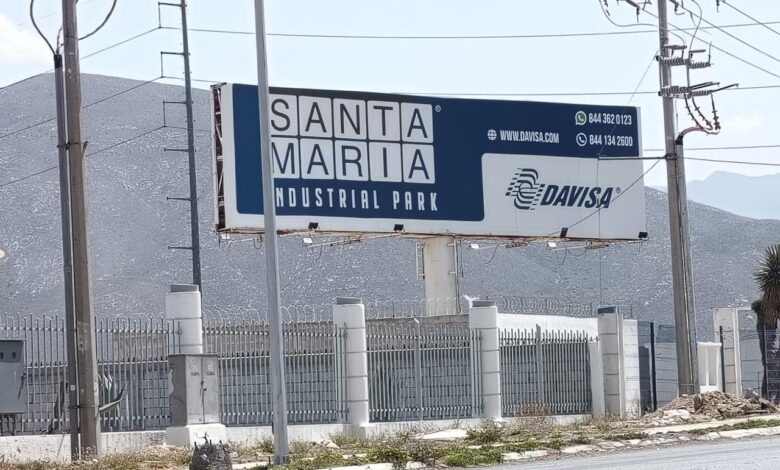 SANTA ®
MARIA
INDUSTRIAL PARK
WWW.DAVISA.COM
844 362 0123
844 134 2600
DAVISA ®